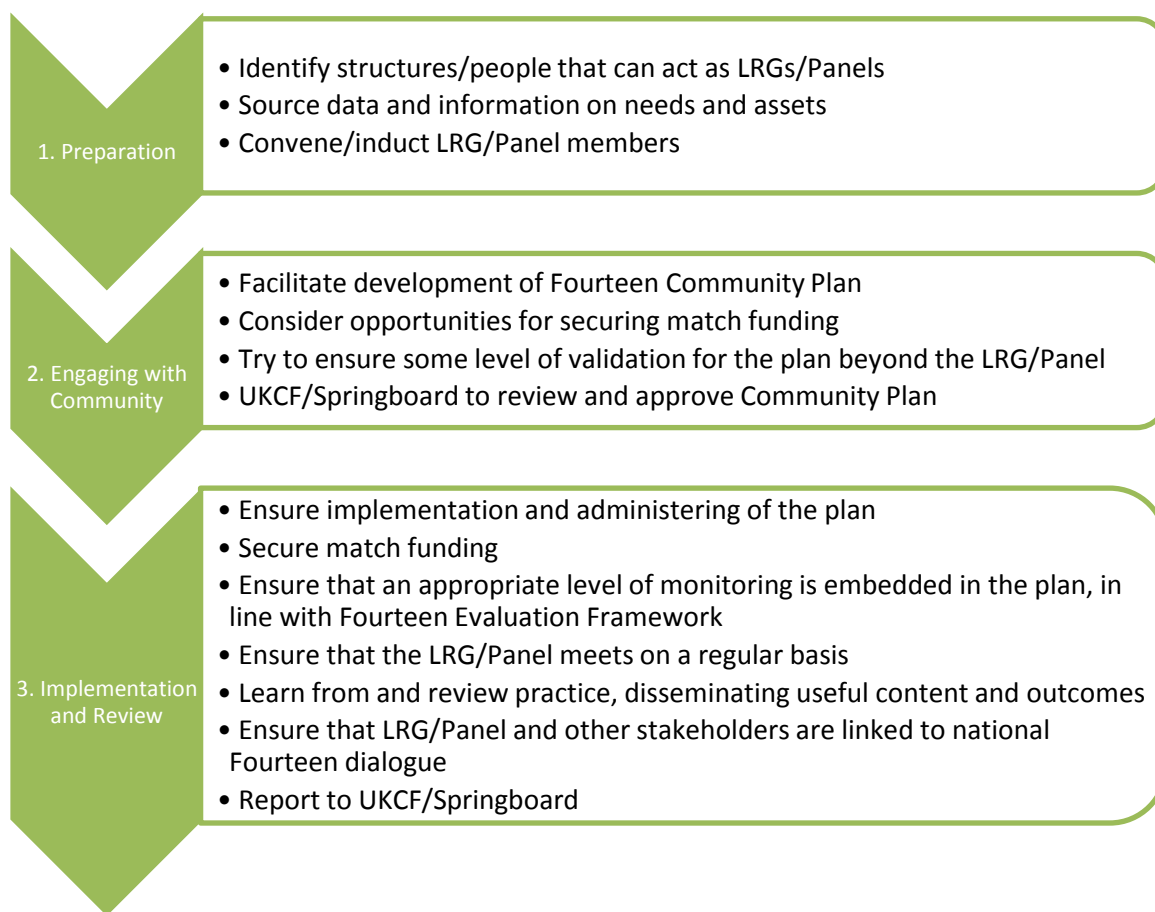 1. Preparation
• Identify structures/people that can act as LRGs/Panels
• Source data and information on needs and assets
• Convene/induct LRG/Panel members
2. Engaging with
Community
• Facilitate development of Fourteen Community Plan
• Consider opportunities for securing match funding
• Try to ensure some level of validation for the plan beyond the LRG/Panel
• UKCF/Springboard to review and approve Community Plan
3. Implementation
and Review
• Ensure implementation and administering of the plan
• Secure match funding
• Ensure that an appropriate level of monitoring is embedded in the plan, in
line with Fourteen Evaluation Framework
• Ensure that the LRG/Panel meets on a regular basis
• Learn from and review practice, disseminating useful content and outcomes
• Ensure that LRG/Panel and other stakeholders are linked to national
Fourteen dialogue
• Report to UKCF/Springboard